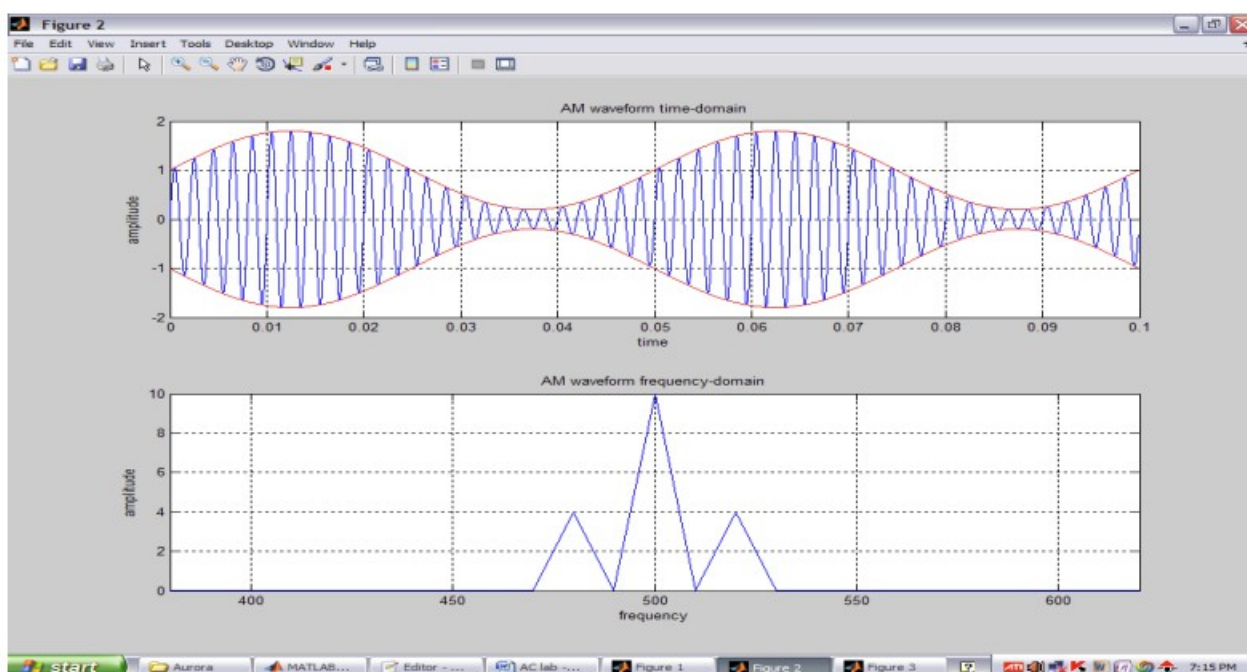 Figure 2
File Edit View Insert Tools Desktop Window Help
AM waveform time-domain
2
1
0
-1
-2
amplitude
0 0.01 0.02 0.03 0.04 0.05 0.06 0.07 0.08 0.09 0.1
time
AM waveform frequency-domain
10
8
6
4
2
0
amplitude
400 450 500 550 600
frequency
start Aurora MATLAB... Editor - ... AC lab -... Figure 1 Figure 2 Figure 3 ATI K W 7:15 PM